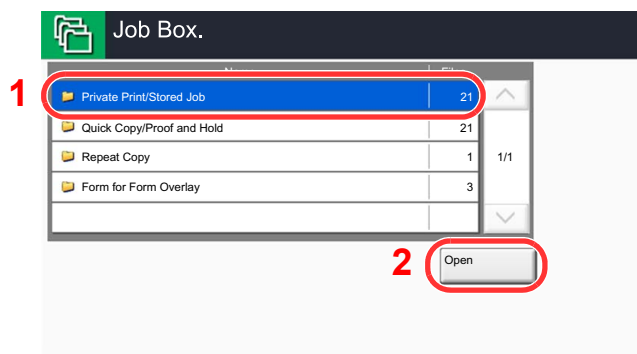 Job Box.
1
Private Print/Stored Job 21
Quick Copy/Proof and Hold 21
Repeat Copy 1 1/1
Form for Form Overlay 3
2 Open